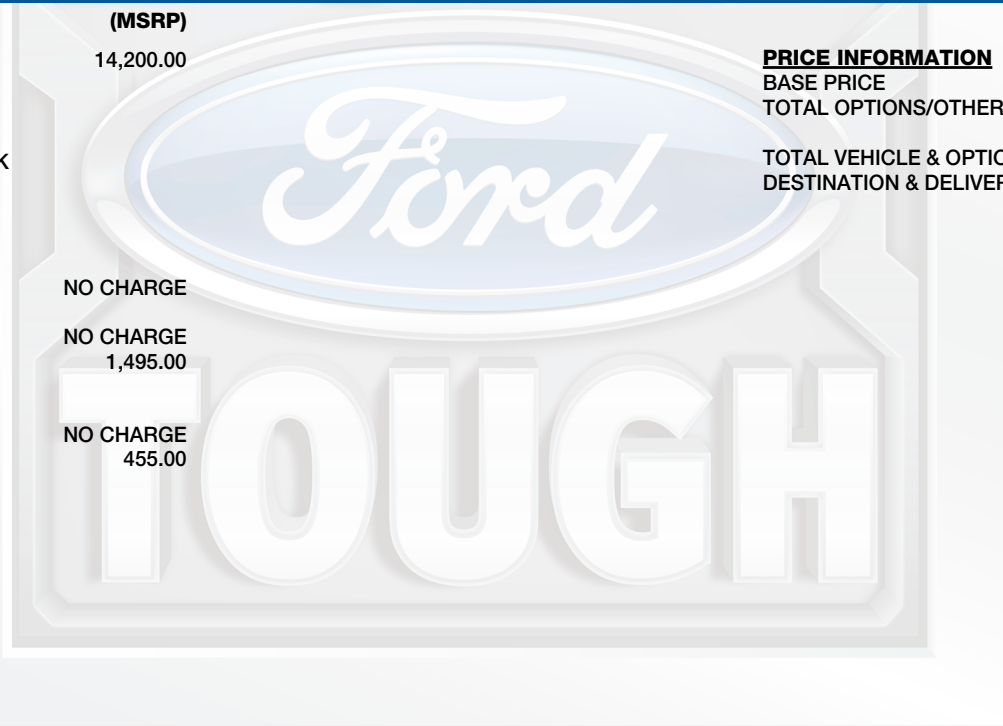 (MSRP)
14,200.00
K
NO CHARGE
NO CHARGE
1,495.00
NO CHARGE
455.00
PRICE INFORMATION
BASE PRICE
TOTAL OPTIONS/OTHER
TOTAL VEHICLE & OPTIO
DESTINATION & DELIVER
Ford
TOUGH